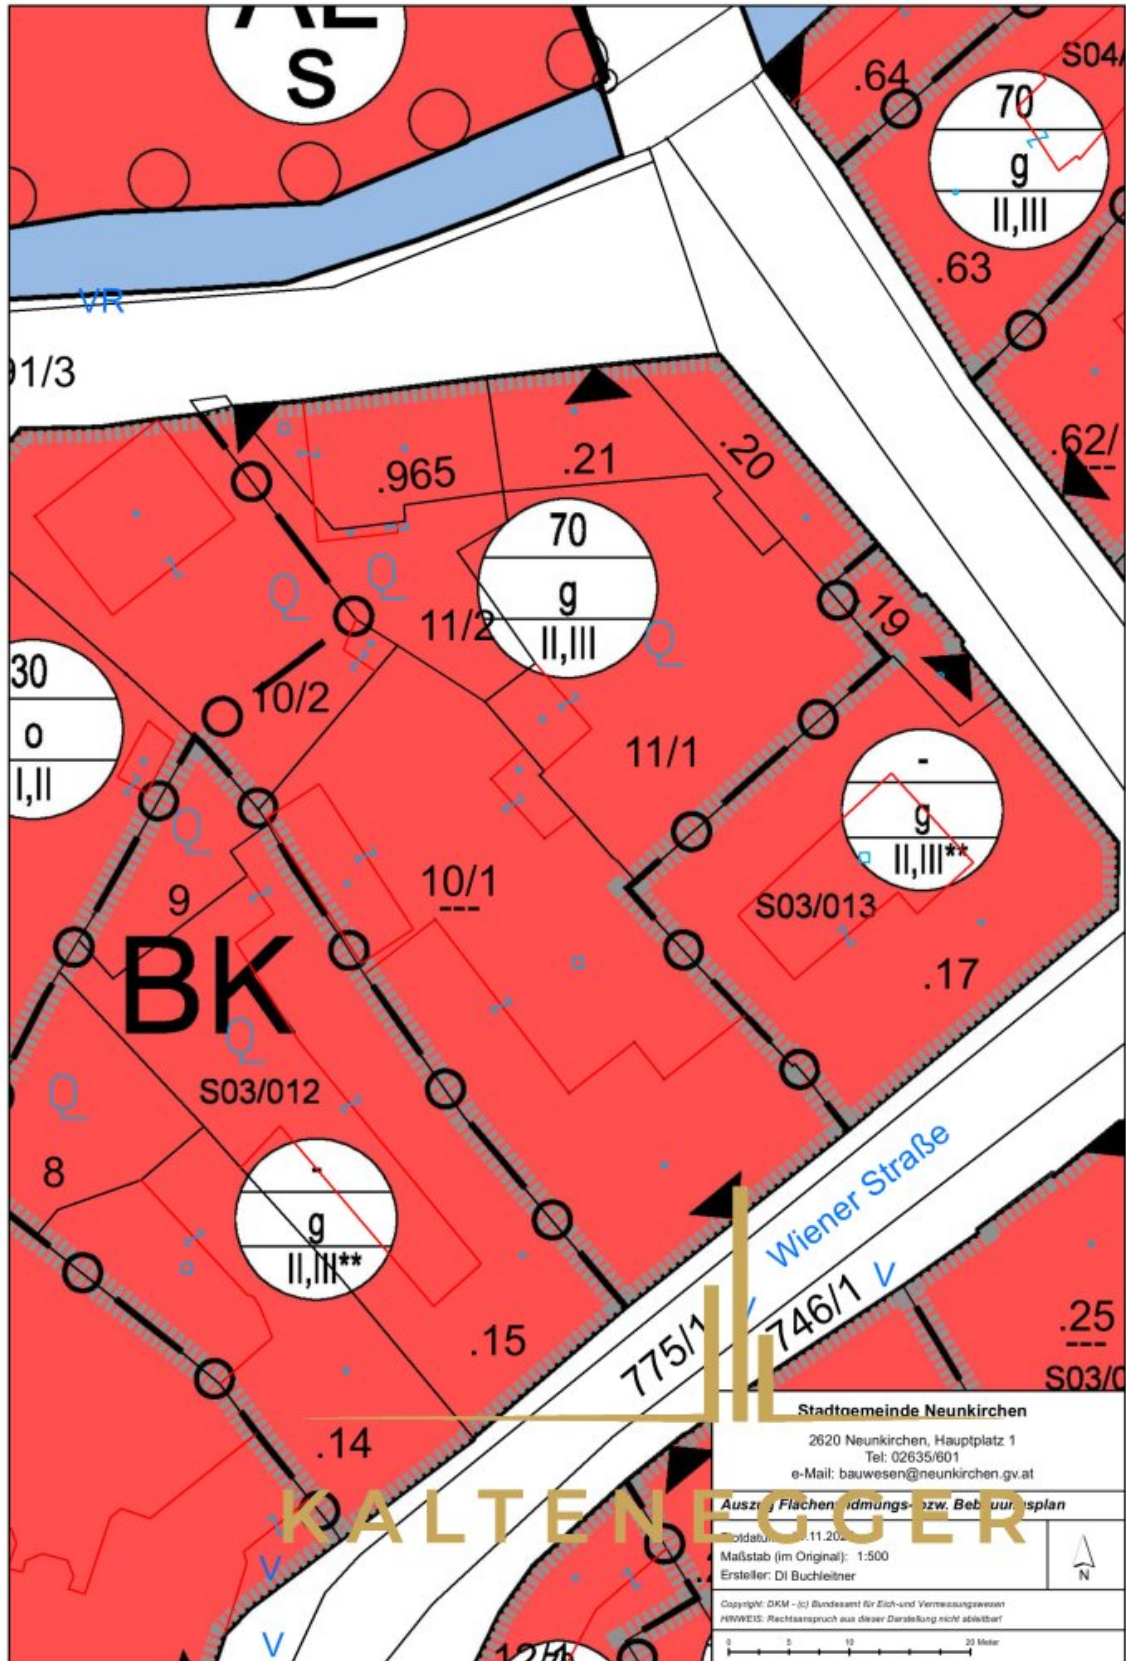 S
.64
S04/
70
g
II,III
.63
VR
91/3
.62/
.965
.21
.20
70
g
II,III
11/2
19
30
o
I,II
10/2
11/1
-
g
II,III**
10/1
9
S03/013
BK
.17
S03/012
8
-
g
II,III**
Wiener Straße
V
.15
775/1
746/1
.25
S03/0
.14
Stadtgemeinde Neunkirchen
2620 Neunkirchen, Hauptplatz 1
Tel: 02635/601
e-Mail: bauwesen@neunkirchen.gv.at
KALTENEGGER
Auszug Flächenwidmungs- bzw. Bebauungsplan
Maßstab (im Original): 1:500
Ersteller: DI Buchleitner
N
Copyright: DKM - (c) Bundesamt für Eich-und Vermessungswesen
HINWEIS: Rechtsanspruch aus dieser Darstellung nicht ableitbar!
0 5 10 20 Meter
V
V